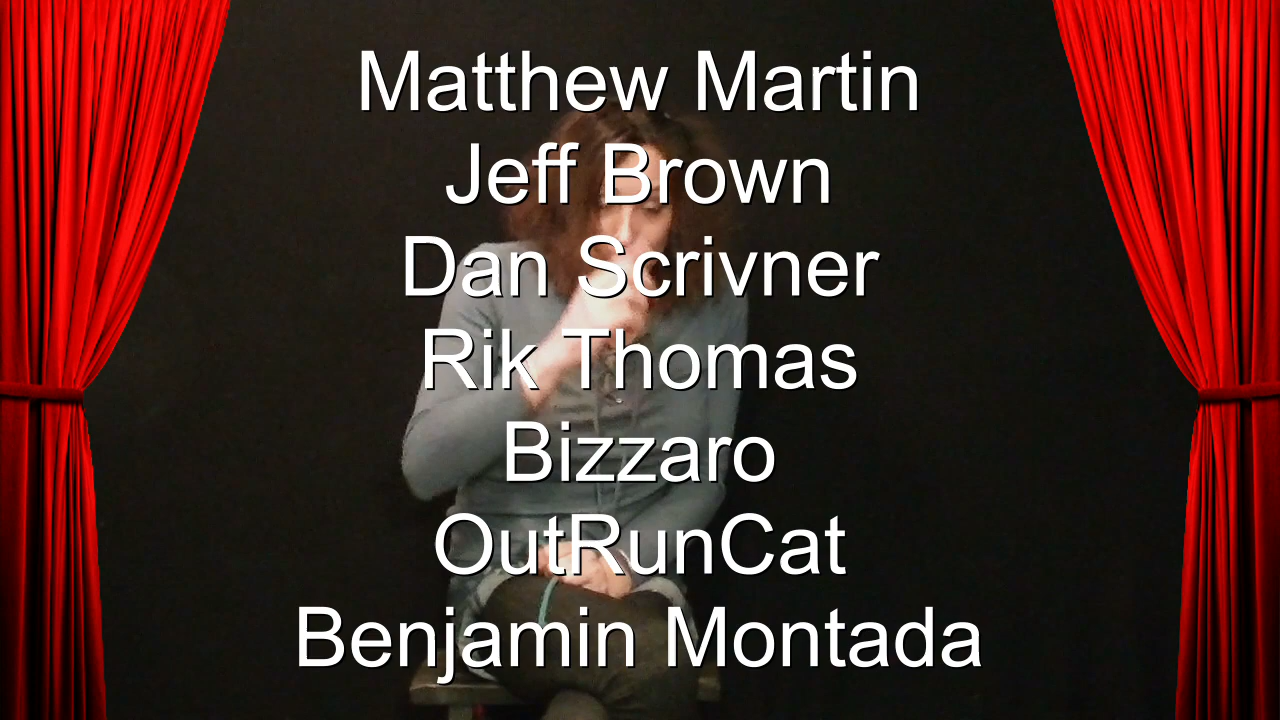 Matthew Martin
Jeff Brown
Dan Scrivner
Rik Thomas
Bizzaro
OutRunCat
Benjamin Montada